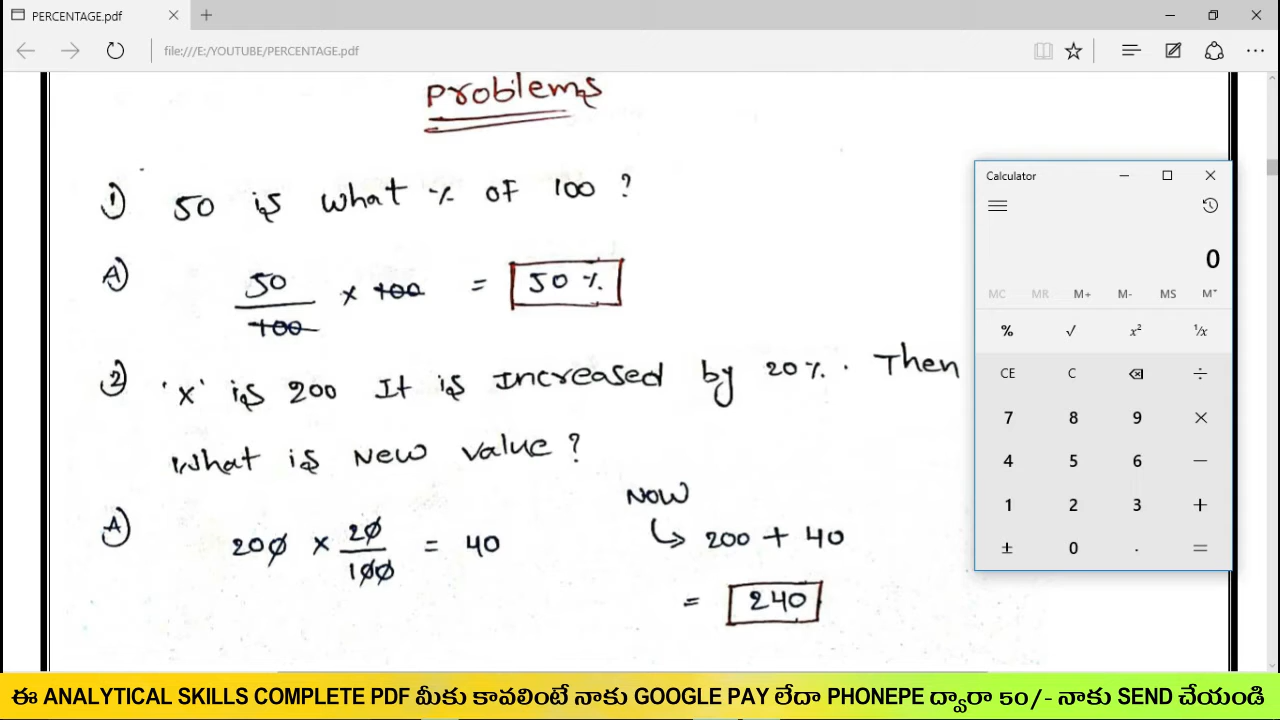 PERCENTAGE.pdf
file:///E:/YOUTUBE/PERCENTAGE.pdf
Problems
1) 50 is what % of 100 ?
A) 50/100 × 100 = 50 %
2) 'x' is 200 It is Increased by 20%. Then
What is New value ?
A) 200 × 20/100 = 40
Now
200 + 40
= 240
Calculator
0
MC MR M+ M- MS M˅
% √ x² ¹/x
CE C ⌫ ÷
7 8 9 ×
4 5 6 −
1 2 3 +
± 0 . =
ఈ ANALYTICAL SKILLS COMPLETE PDF మీకు కావలింటే నాకు GOOGLE PAY లేదా PHONEPE ద్వారా 50/- నాకు SEND చేయండి